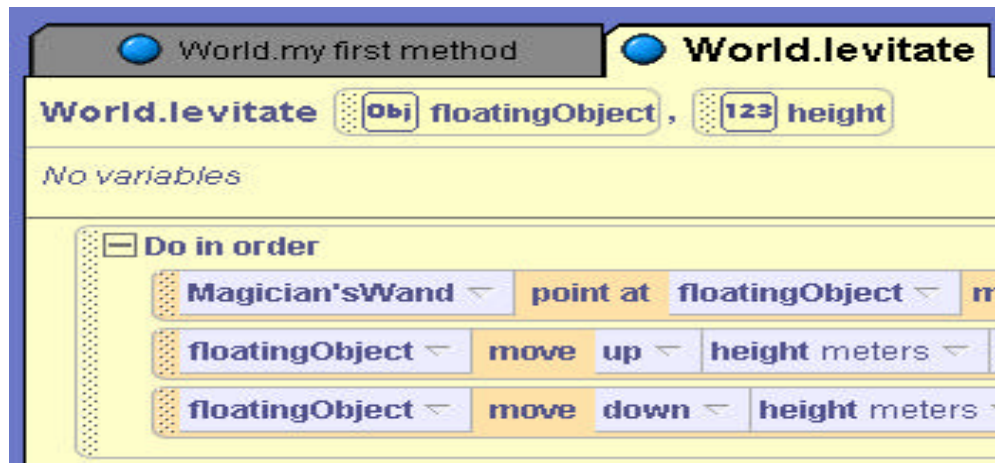 World.my first method World.levitate
World.levitate Obj floatingObject, 123 height
No variables
Do in order
Magician'sWand point at floatingObject
floatingObject move up height meters
floatingObject move down height meters